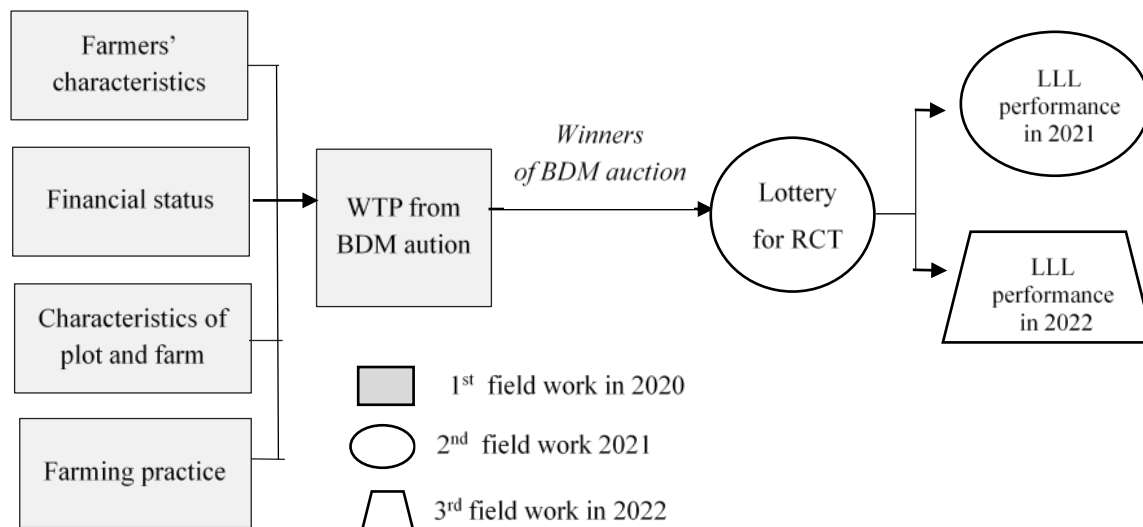 Farmers’
characteristics
Financial status
Characteristics of
plot and farm
Farming practice
WTP from
BDM aution
Winners
of BDM auction
Lottery
for RCT
LLL
performance
in 2021
LLL
performance
in 2022
1st field work in 2020
2nd field work 2021
3rd field work in 2022